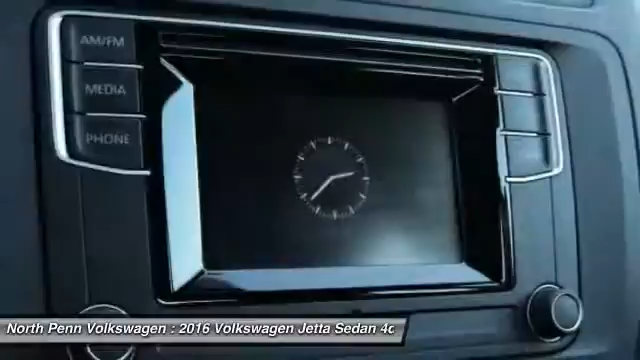 AM/FM
MEDIA
PHONE
North Penn Volkswagen : 2016 Volkswagen Jetta Sedan 4c